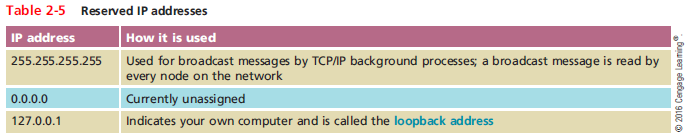 Table 2-5 Reserved IP addresses
IP address How it is used
255.255.255.255 Used for broadcast messages by TCP/IP background processes; a broadcast message is read by
every node on the network
0.0.0.0 Currently unassigned
127.0.0.1 Indicates your own computer and is called the loopback address
© 2016 Cengage Learning®.